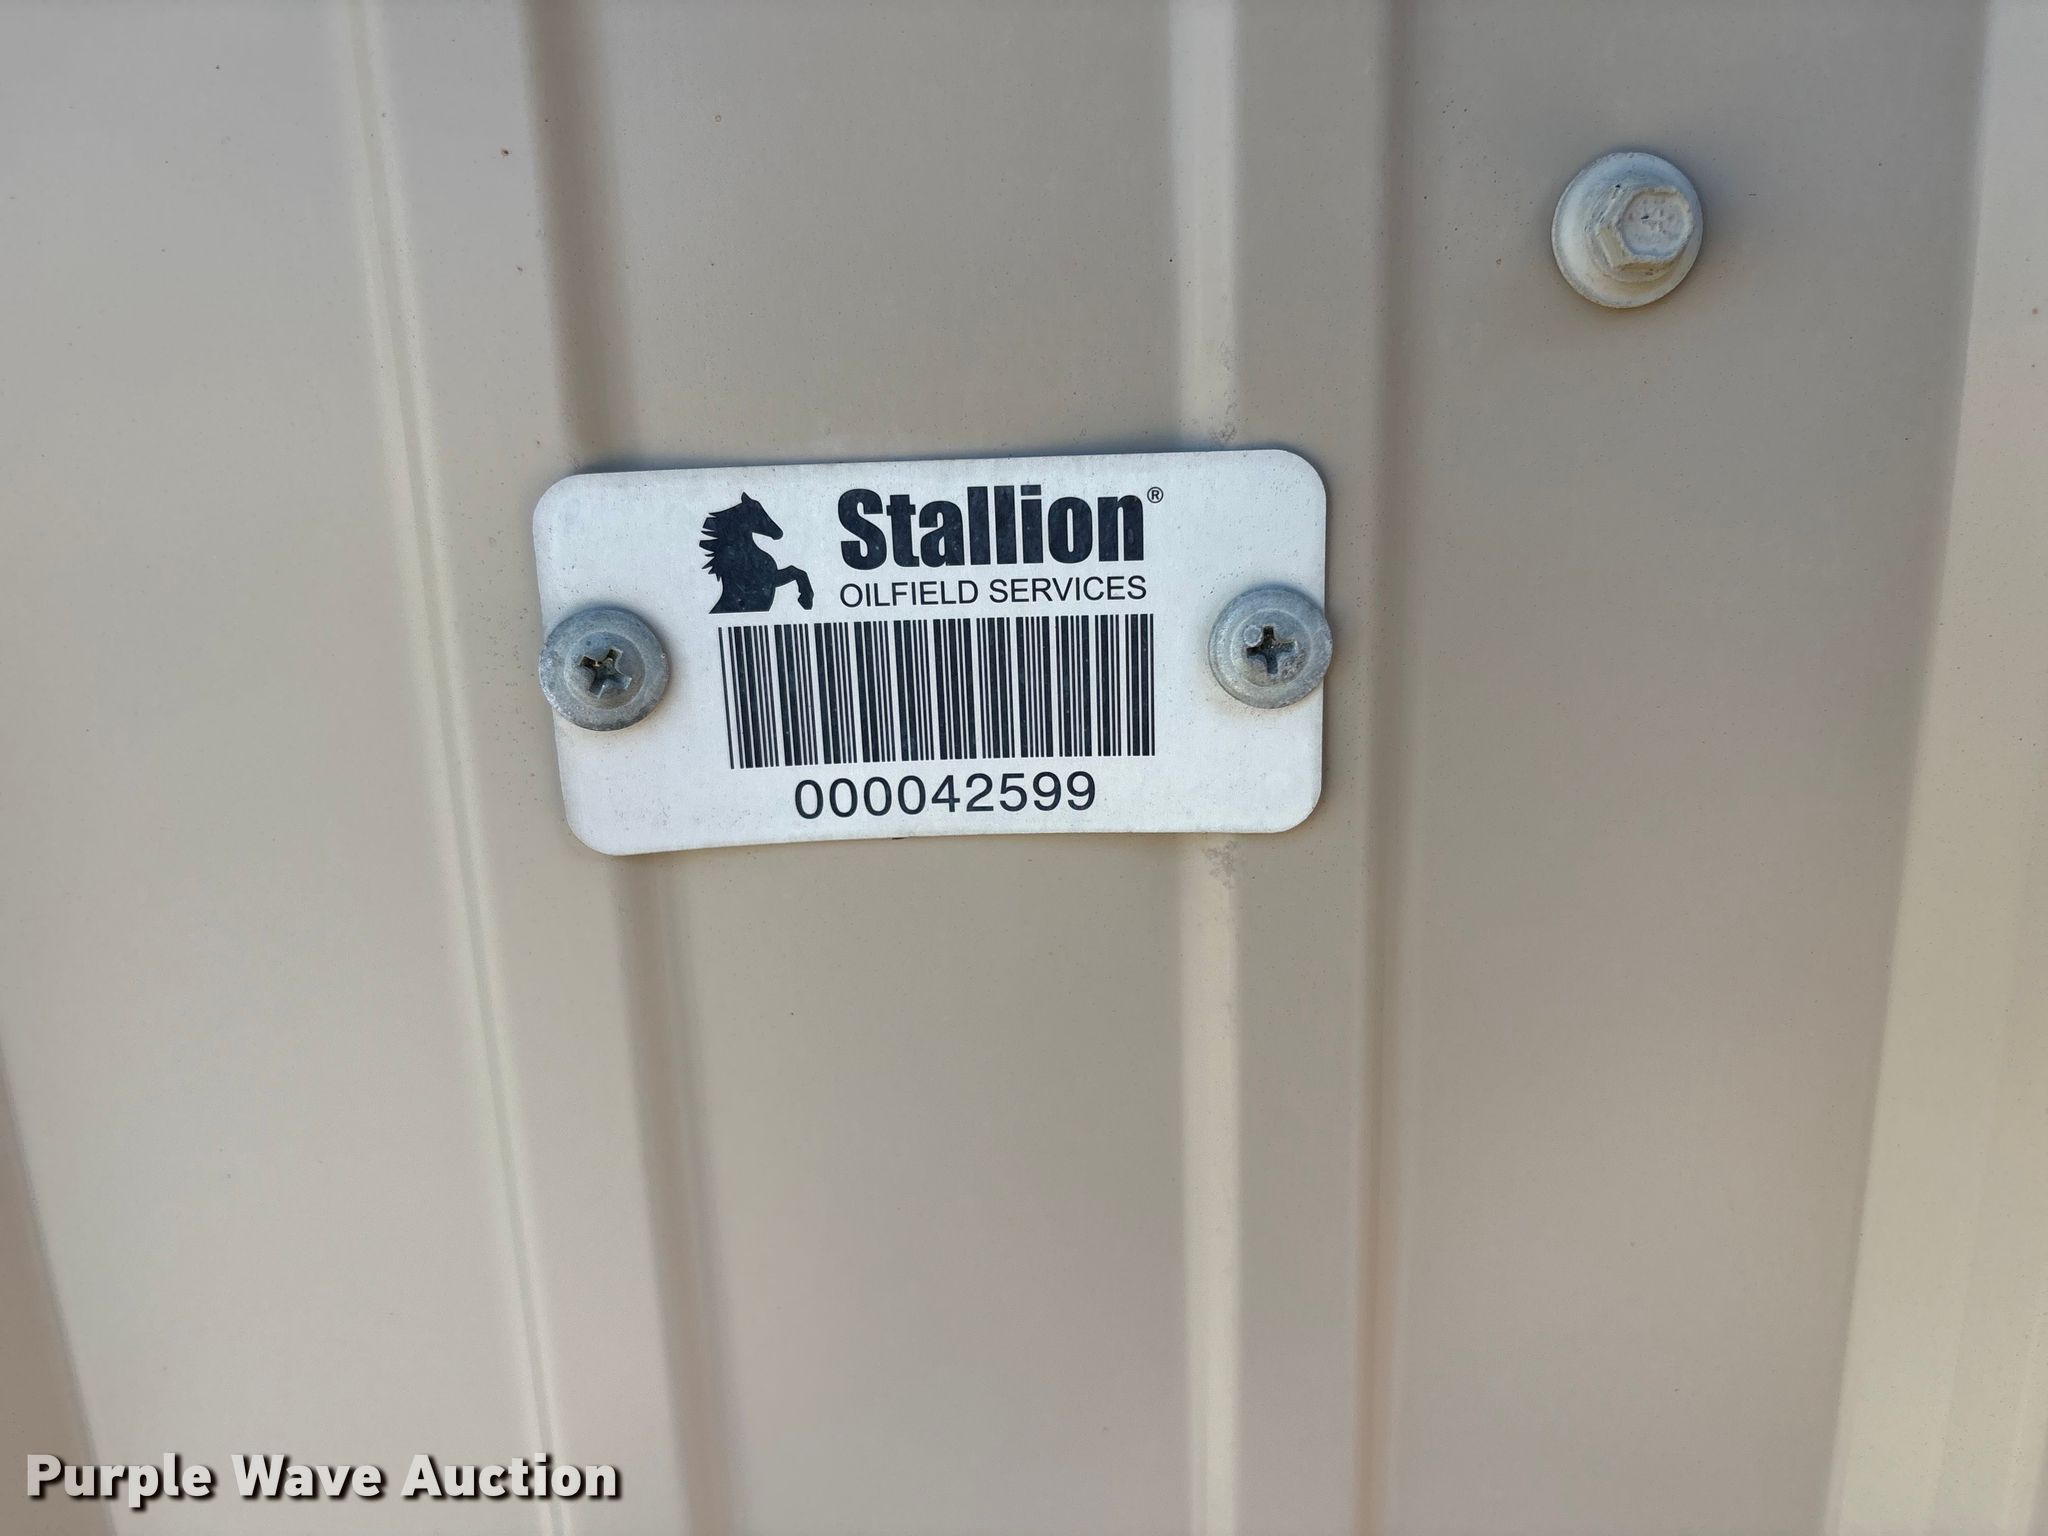 Stallion®
OILFIELD SERVICES
000042599
Purple Wave Auction